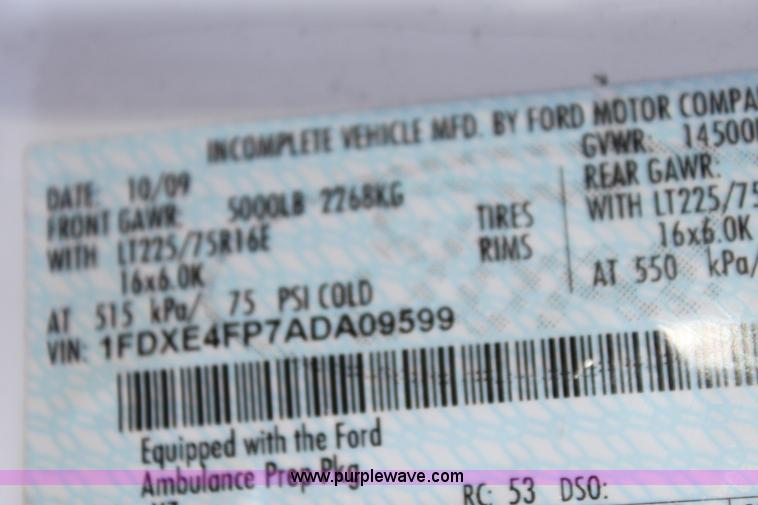 INCOMPLETE VEHICLE MFD. BY FORD MOTOR
DATE: 10/09 GVWR: 14500
FRONT GAWR: 5000LB 2268KG REAR GAWR:
WITH LT225/75R16E TIRES WITH LT225/75
16x6.0K RIMS 16x6.0K
AT 515 kPa/ 75 PSI COLD AT 550 kPa/
VIN: 1FDXE4FP7ADA09599
Equipped with the Ford
Ambulance Prep Pkg
www.purplewave.com
RC: 53 DSO: